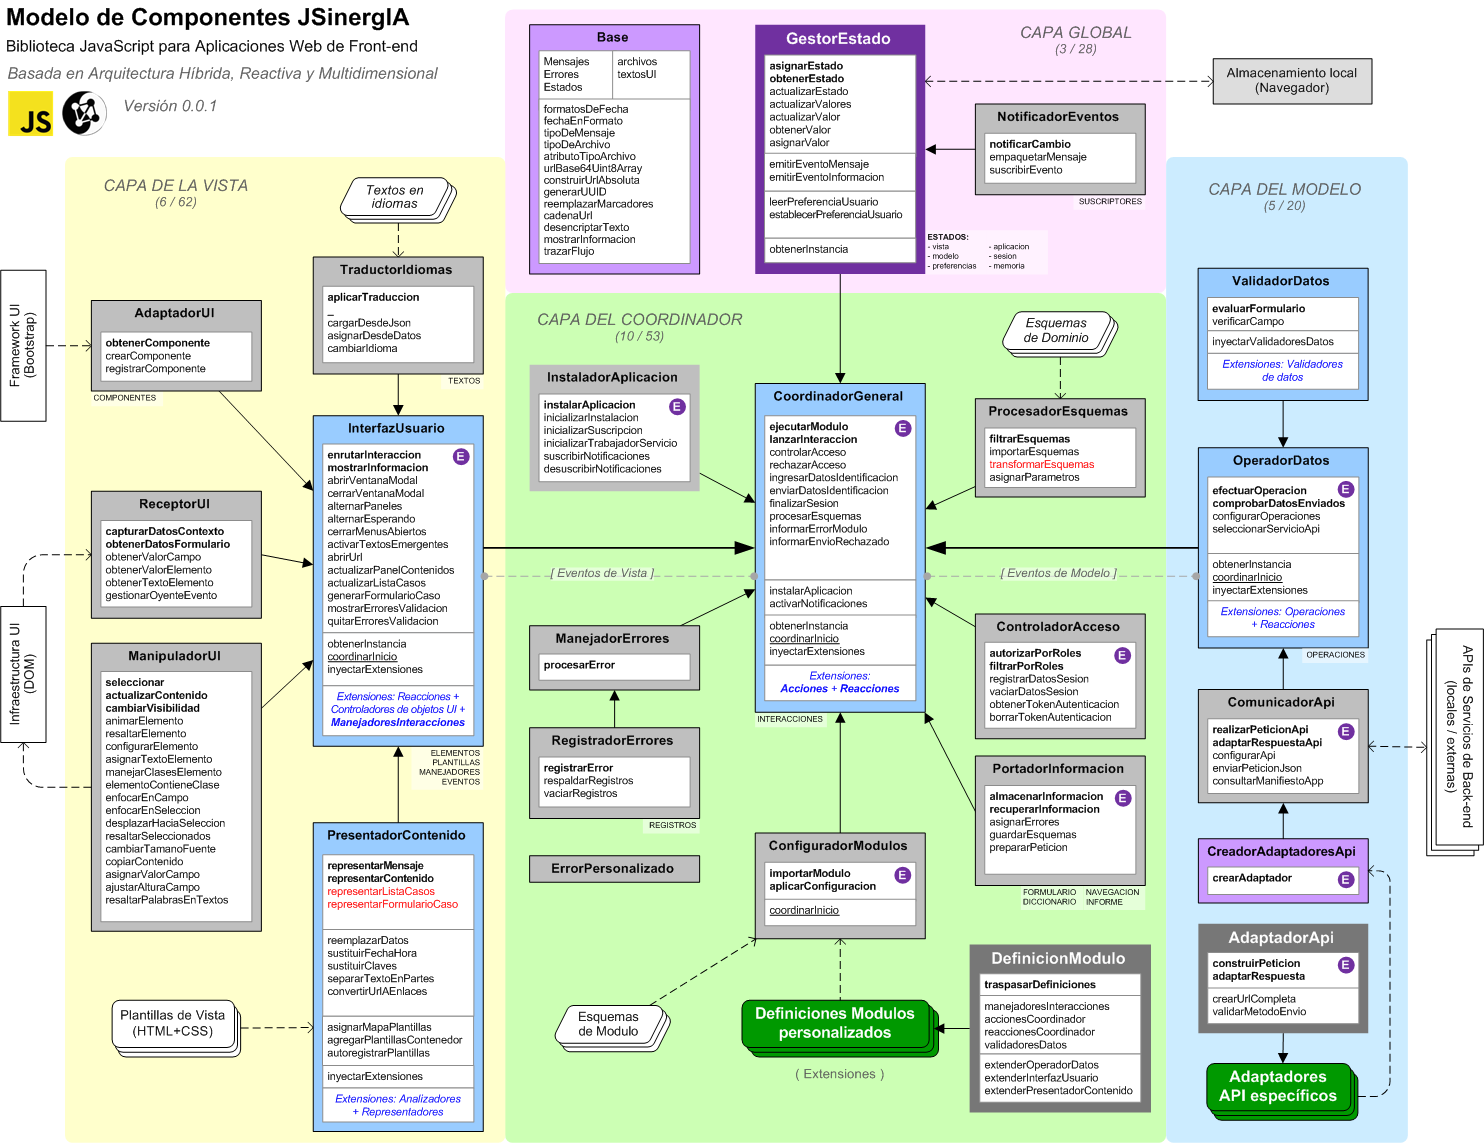 Modelo de Componentes JSinergIA
Biblioteca JavaScript para Aplicaciones Web de Front-end
Basada en Arquitectura Híbrida, Reactiva y Multidimensional
JS
Versión 0.0.1
CAPA GLOBAL
(3 / 28)
Base
Mensajes
Errores
Estados
archivos
textosUI
formatosDeFecha
fechaEnFormato
tipoDeMensaje
tipoDeArchivo
atributoTipoArchivo
urlBase64Uint8Array
construirUrlAbsoluta
generarUUID
reemplazarMarcadores
cadenaUrl
desencriptarTexto
mostrarInformacion
trazarFlujo
GestorEstado
asignarEstado
obtenerEstado
actualizarEstado
actualizarValores
actualizarValor
obtenerValor
asignarValor
emitirEventoMensaje
emitirEventoInformacion
leerPreferenciaUsuario
establecerPreferenciaUsuario
obtenerInstancia
ESTADOS:
- vista
- modelo
- preferencias
- aplicacion
- sesion
- memoria
NotificadorEventos
notificarCambio
empaquetarMensaje
suscribirEvento
SUSCRIPTORES
Almacenamiento local
(Navegador)
CAPA DE LA VISTA
(6 / 62)
Textos en
idiomas
TraductorIdiomas
aplicarTraduccion
_
cargarDesdeJson
asignarDesdeDatos
cambiarIdioma
TEXTOS
Framework UI
(Bootstrap)
AdaptadorUI
obtenerComponente
crearComponente
registrarComponente
COMPONENTES
InterfazUsuario
enrutarInteraccion
E
mostrarInformacion
abrirVentanaModal
cerrarVentanaModal
alternarPaneles
alternarEsperando
cerrarMenusAbiertos
activarTextosEmergentes
abrirUrl
actualizarPanelContenidos
actualizarListaCasos
generarFormularioCaso
mostrarErroresValidacion
quitarErroresValidacion
obtenerInstancia
coordinarInicio
inyectarExtensiones
Extensiones: Reacciones +
Controladores de objetos UI +
ManejadoresInteracciones
ELEMENTOS
PLANTILLAS
MANEJADORES
EVENTOS
ReceptorUI
capturarDatosContexto
obtenerDatosFormulario
obtenerValorCampo
obtenerValorElemento
obtenerTextoElemento
gestionarOyenteEvento
Infraestructura UI
(DOM)
ManipuladorUI
seleccionar
actualizarContenido
cambiarVisibilidad
animarElemento
resaltarElemento
configurarElemento
asignarTextoElemento
manejarClasesElemento
elementoContieneClase
enfocarEnCampo
enfocarEnSeleccion
desplazarHaciaSeleccion
resaltarSeleccionados
cambiarTamanoFuente
copiarContenido
asignarValorCampo
ajustarAlturaCampo
resaltarPalabrasEnTextos
PresentadorContenido
representarMensaje
representarContenido
representarListaCasos
representarFormularioCaso
reemplazarDatos
sustituirFechaHora
sustituirClaves
separarTextoEnPartes
convertirUrlAEnlaces
asignarMapaPlantillas
agregarPlantillasContenedor
autoregistrarPlantillas
inyectarExtensiones
Extensiones: Analizadores
+ Representadores
Plantillas de Vista
(HTML+CSS)
CAPA DEL COORDINADOR
(10 / 53)
InstaladorAplicacion
instalarAplicacion
E
inicializarInstalacion
inicializarSuscripcion
inicializarTrabajadorServicio
suscribirNotificaciones
desuscribirNotificaciones
CoordinadorGeneral
ejecutarModulo
E
lanzarInteraccion
controlarAcceso
rechazarAcceso
ingresarDatosIdentificacion
enviarDatosIdentificacion
finalizarSesion
procesarEsquemas
informarErrorModulo
informarEnvioRechazado
instalarAplicacion
activarNotificaciones
obtenerInstancia
coordinarInicio
inyectarExtensiones
Extensiones:
Acciones + Reacciones
INTERACCIONES
Esquemas
de Dominio
ProcesadorEsquemas
filtrarEsquemas
importarEsquemas
transformarEsquemas
asignarParametros
[ Eventos de Vista ]
[ Eventos de Modelo ]
ManejadorErrores
procesarError
RegistradorErrores
registrarError
respaldarRegistros
vaciarRegistros
REGISTROS
ErrorPersonalizado
ControladorAcceso
autorizarPorRoles
E
filtrarPorRoles
registrarDatosSesion
vaciarDatosSesion
obtenerTokenAutenticacion
borrarTokenAutenticacion
PortadorInformacion
almacenarInformacion
E
recuperarInformacion
asignarErrores
guardarEsquemas
prepararPeticion
FORMULARIO
DICCIONARIO
NAVEGACION
INFORME
ConfiguradorModulos
importarModulo
E
aplicarConfiguracion
coordinarInicio
Esquemas
de Modulo
Definiciones Modulos
personalizados
( Extensiones )
DefinicionModulo
traspasarDefiniciones
manejadoresInteracciones
accionesCoordinador
reaccionesCoordinador
validadoresDatos
extenderOperadorDatos
extenderInterfazUsuario
extenderPresentadorContenido
CAPA DEL MODELO
(5 / 20)
ValidadorDatos
evaluarFormulario
verificarCampo
inyectarValidadoresDatos
Extensiones: Validadores
de datos
OperadorDatos
efectuarOperacion
E
comprobarDatosEnviados
configurarOperaciones
seleccionarServicioApi
obtenerInstancia
coordinarInicio
inyectarExtensiones
Extensiones: Operaciones
+ Reacciones
OPERACIONES
ComunicadorApi
realizarPeticionApi
E
adaptarRespuestaApi
configurarApi
enviarPeticionJson
consultarManifiestoApp
APIs de Servicios de Back-end
(locales / externas)
CreadorAdaptadoresApi
crearAdaptador
E
AdaptadorApi
construirPeticion
E
adaptarRespuesta
crearUrlCompleta
validarMetodoEnvio
Adaptadores
API específicos